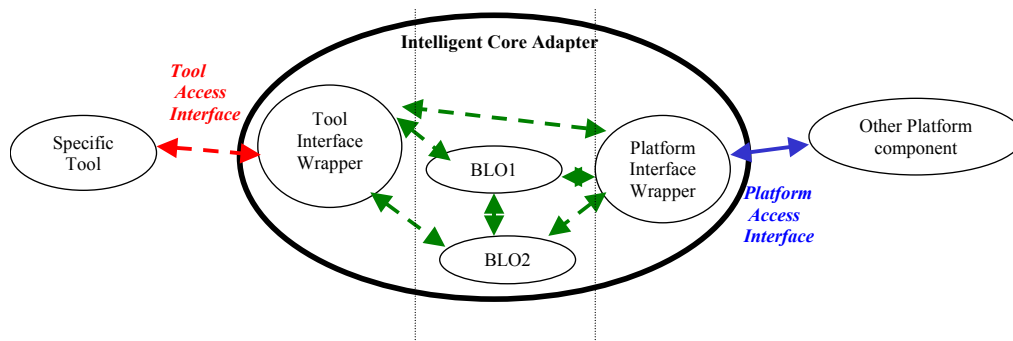 Intelligent Core Adapter
Tool
Access
Interface
Specific
Tool
Tool
Interface
Wrapper
BLO1
BLO2
Platform
Interface
Wrapper
Platform
Access
Interface
Other Platform
component